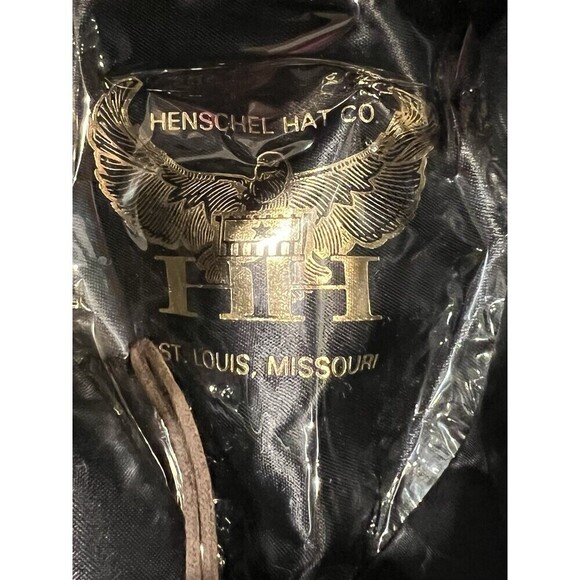 HENSCHEL HAT CO
HH
ST. LOUIS, MISSOURI